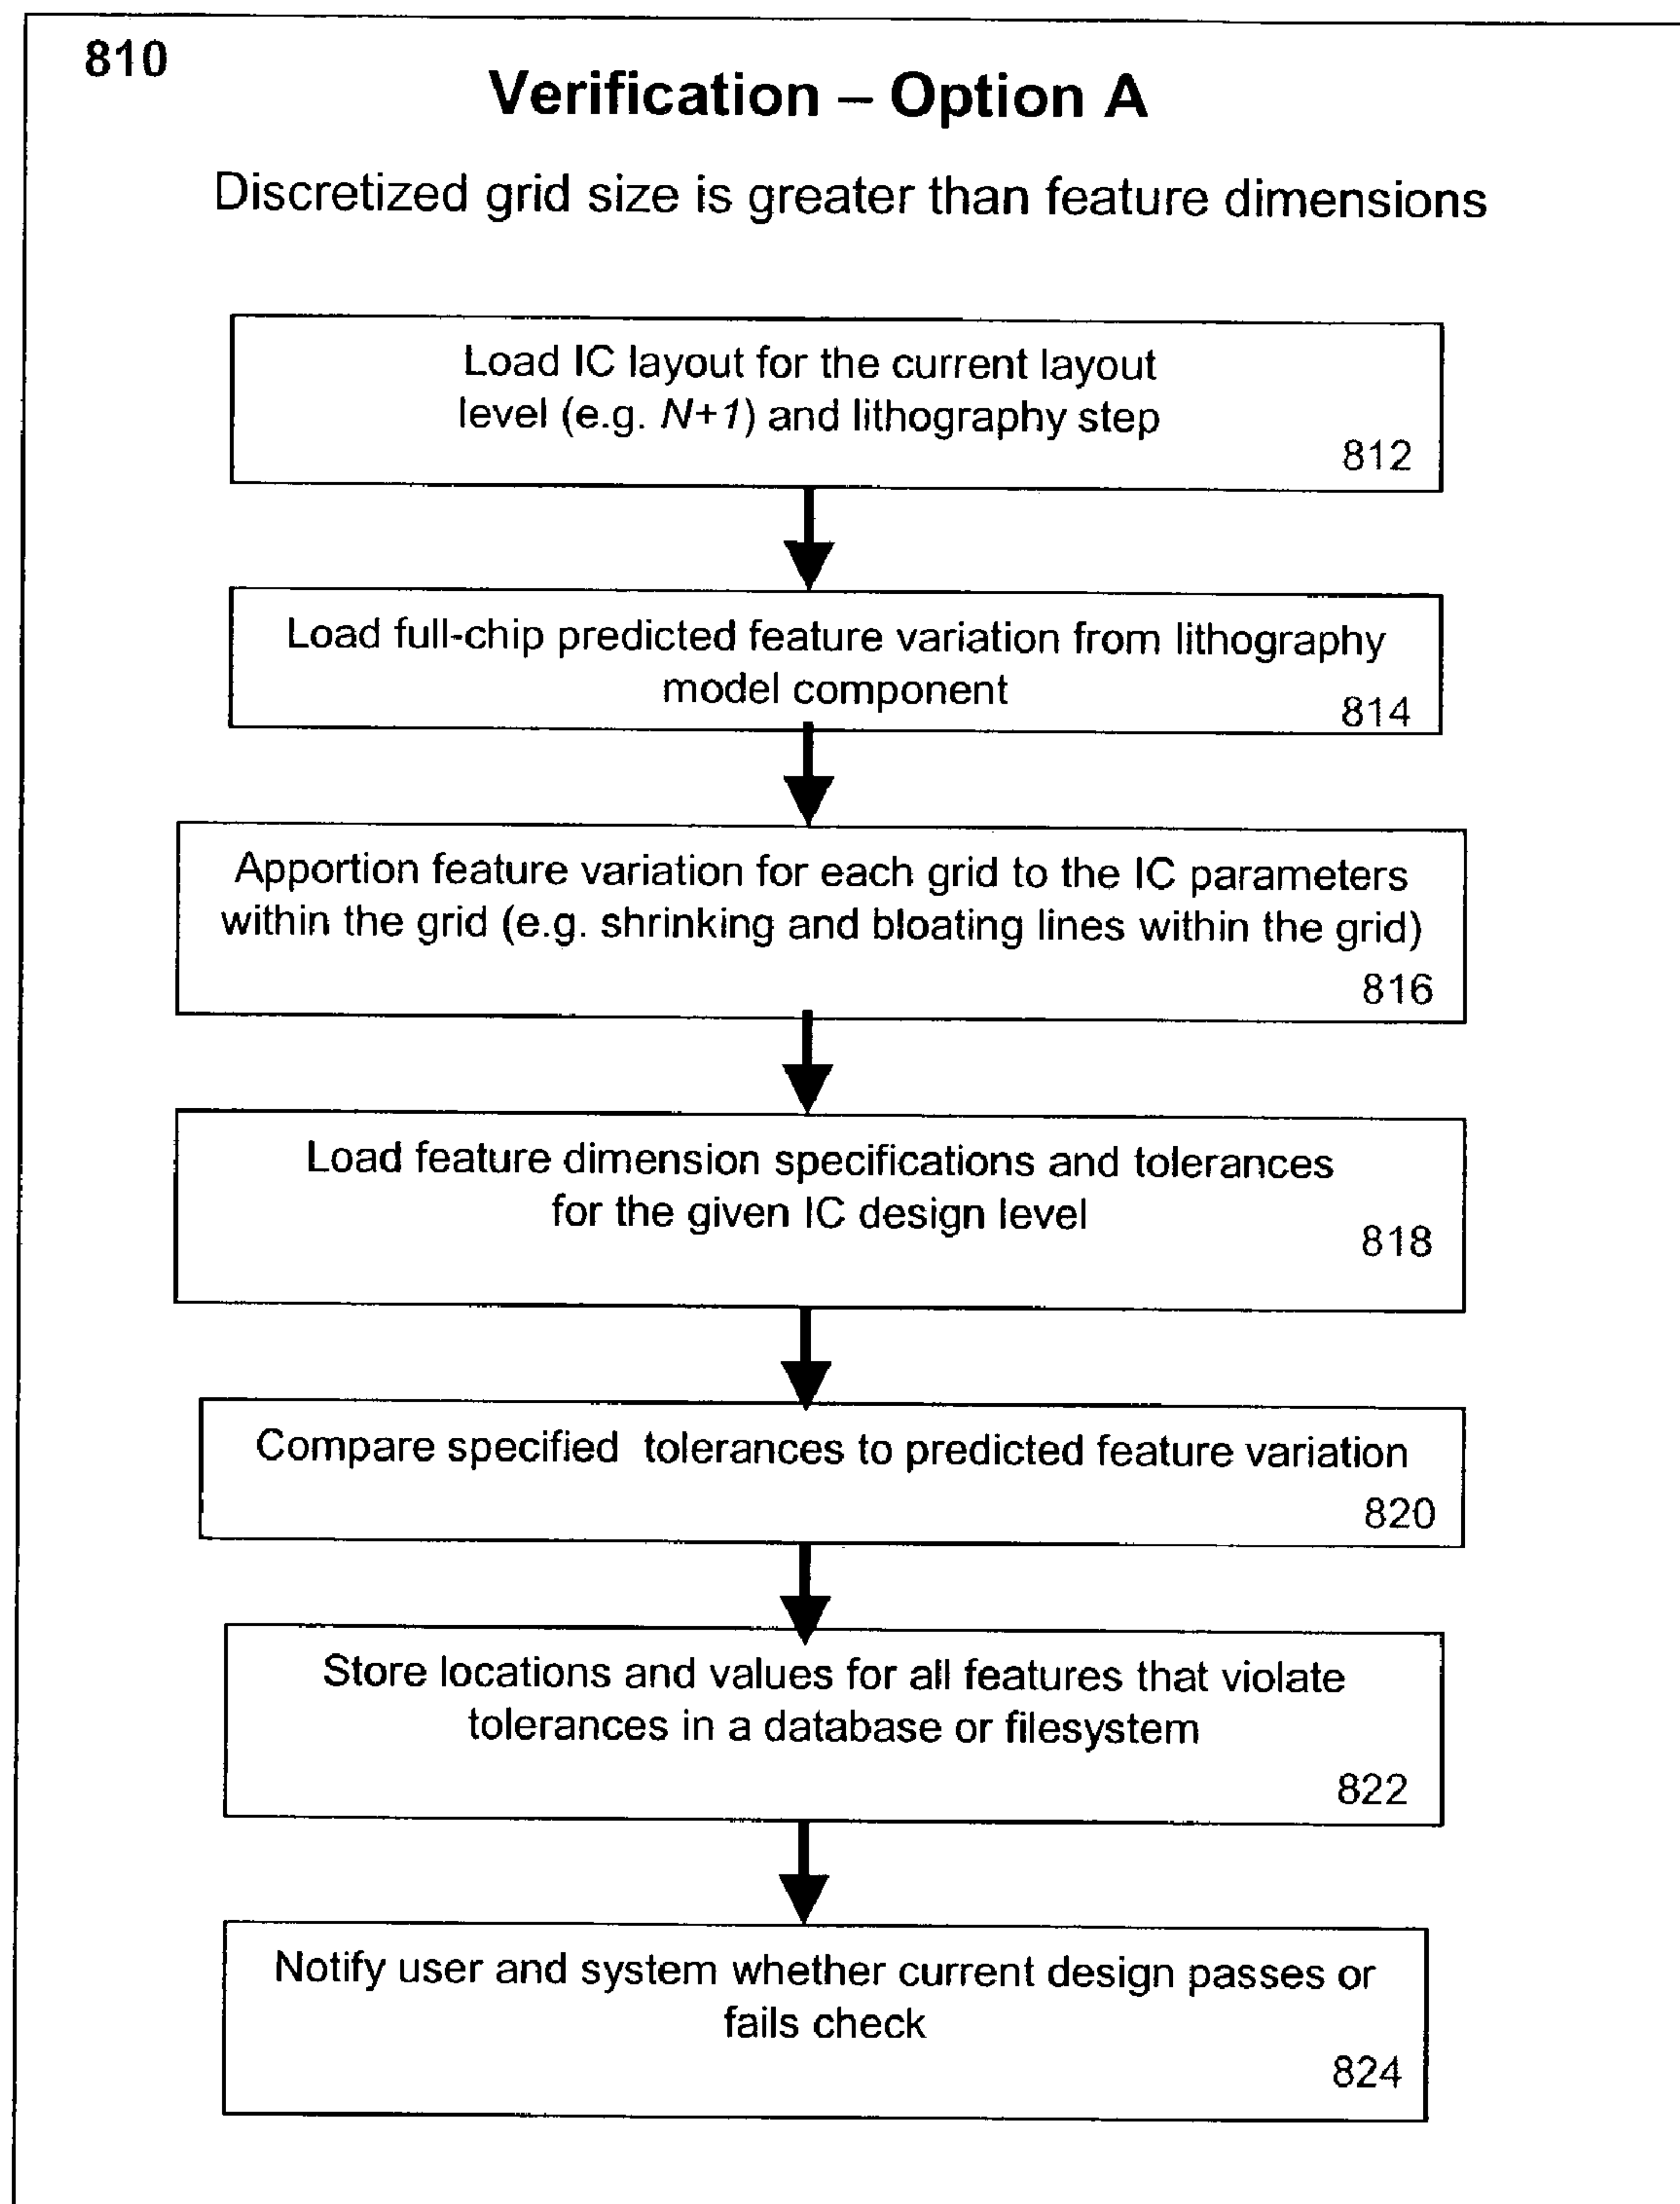 810
Verification – Option A
Discretized grid size is greater than feature dimensions
Load IC layout for the current layout
level (e.g. N+1) and lithography step
812
Load full-chip predicted feature variation from lithography
model component
814
Apportion feature variation for each grid to the IC parameters
within the grid (e.g. shrinking and bloating lines within the grid)
816
Load feature dimension specifications and tolerances
for the given IC design level
818
Compare specified tolerances to predicted feature variation
820
Store locations and values for all features that violate
tolerances in a database or filesystem
822
Notify user and system whether current design passes or
fails check
824